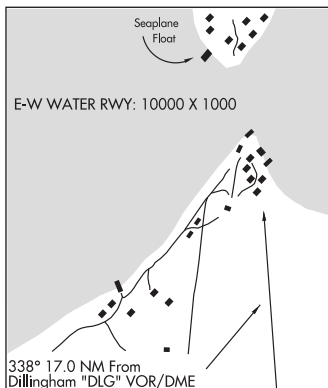 Seaplane
Float
E-W WATER RWY: 10000 X 1000
338° 17.0 NM From
Dillingham "DLG" VOR/DME